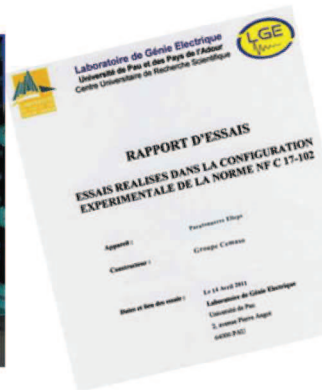 Laboratoire de Génie Electrique
Université de Pau et des Pays de l'Adour
Centre Universitaire de Recherche Scientifique
LGE
RAPPORT D'ESSAIS
ESSAIS REALISES DANS LA CONFIGURATION
EXPERIMENTALE DE LA NORME NF C 17-102
Appareil :
Constructeur :
Groupe
Dates et lieu des essais :
Le 14 Avril 2011
Laboratoire de Génie Electrique
Université de Pau
2, avenue Pierre Angot
64000 PAU